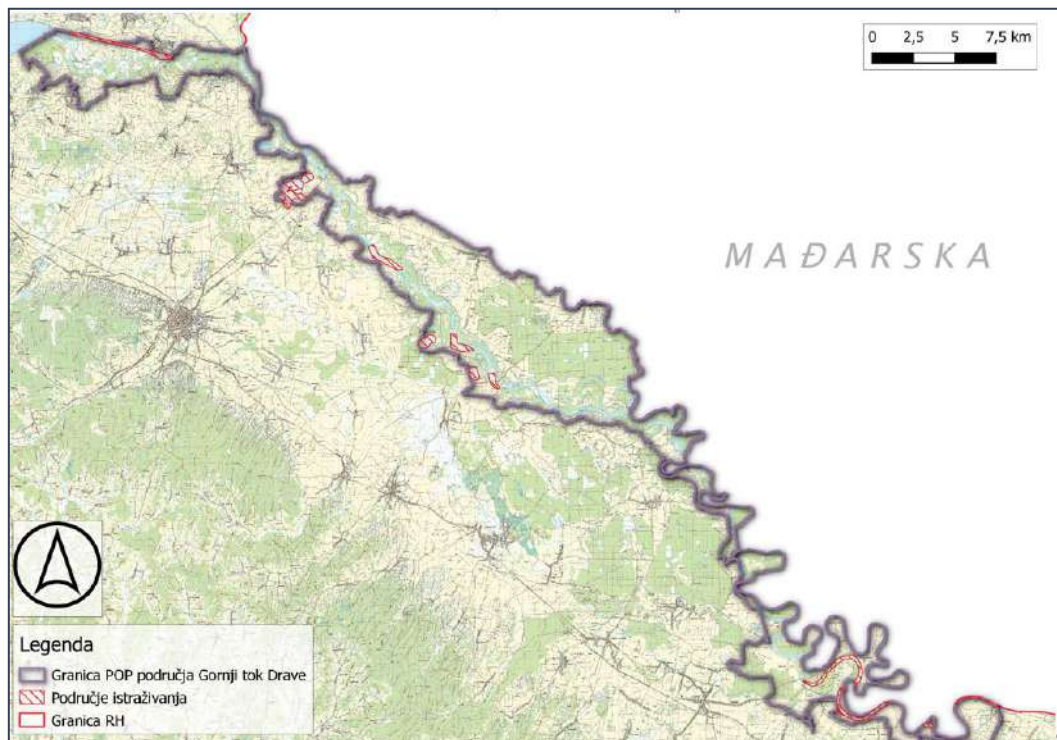 0 2,5 5 7,5 km
MAĐARSKA
Legenda
Granica POP područja Gornji tok Drave
Područje istraživanja
Granica RH